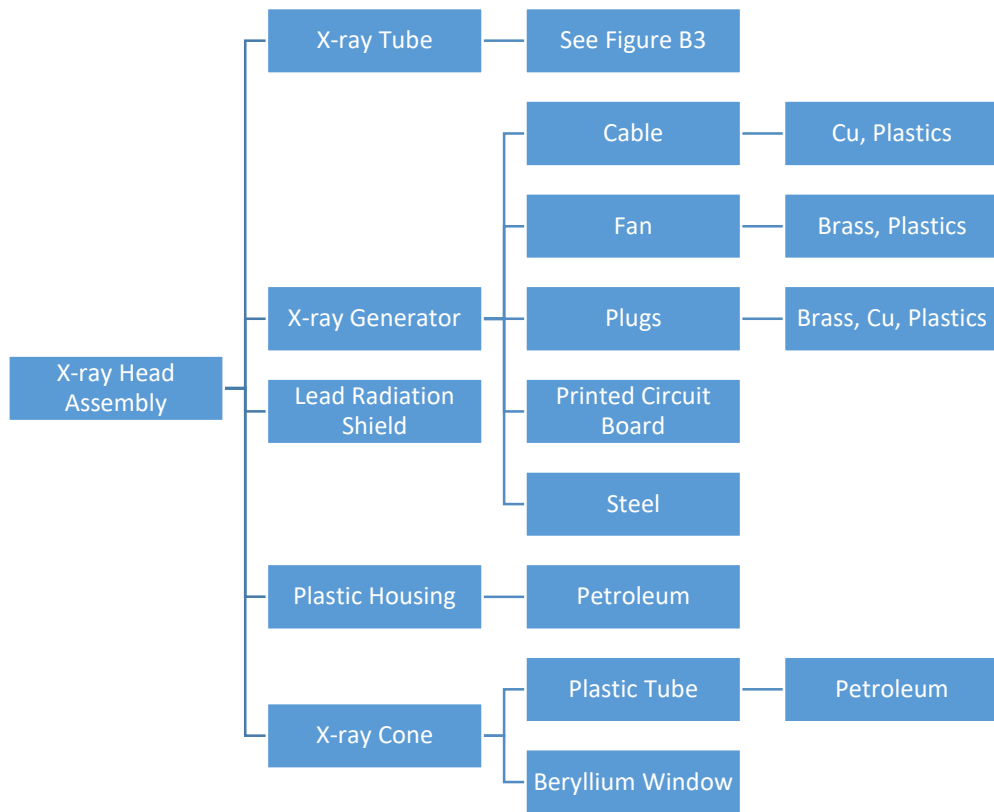 X-ray Tube
See Figure B3
Cable
Cu, Plastics
Fan
Brass, Plastics
X-ray Generator
Plugs
Brass, Cu, Plastics
X-ray Head
Assembly
Lead Radiation
Shield
Printed Circuit
Board
Steel
Plastic Housing
Petroleum
Plastic Tube
Petroleum
X-ray Cone
Beryllium Window